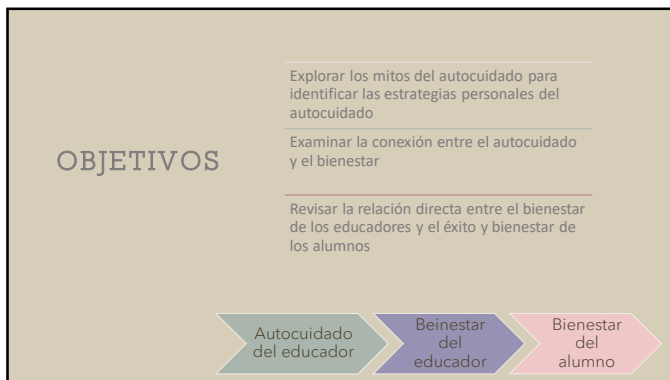 OBJETIVOS
Explorar los mitos del autocuidado para
identificar las estrategias personales del
autocuidado
Examinar la conexión entre el autocuidado
y el bienestar
Revisar la relación directa entre el bienestar
de los educadores y el éxito y bienestar de
los alumnos
Autocuidado
del educador
Beinestar
del
educador
Bienestar
del
alumno